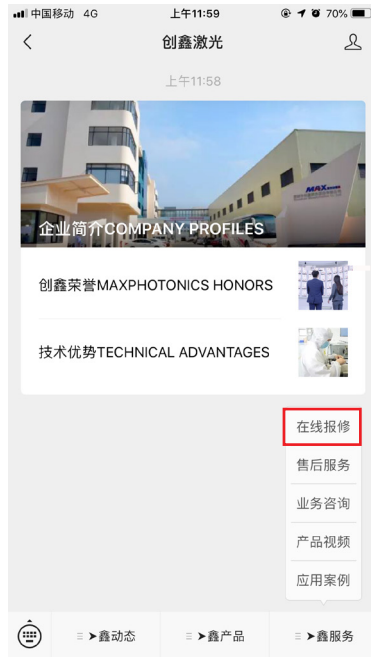 中国移动 4G 上午11:59 70%
创鑫激光
上午11:58
MAX
企业简介COMPANY PROFILES
创鑫荣誉MAXPHOTONICS HONORS
技术优势TECHNICAL ADVANTAGES
在线报修
售后服务
业务咨询
产品视频
应用案例
≡ ➤鑫动态 ≡ ➤鑫产品 ≡ ➤鑫服务